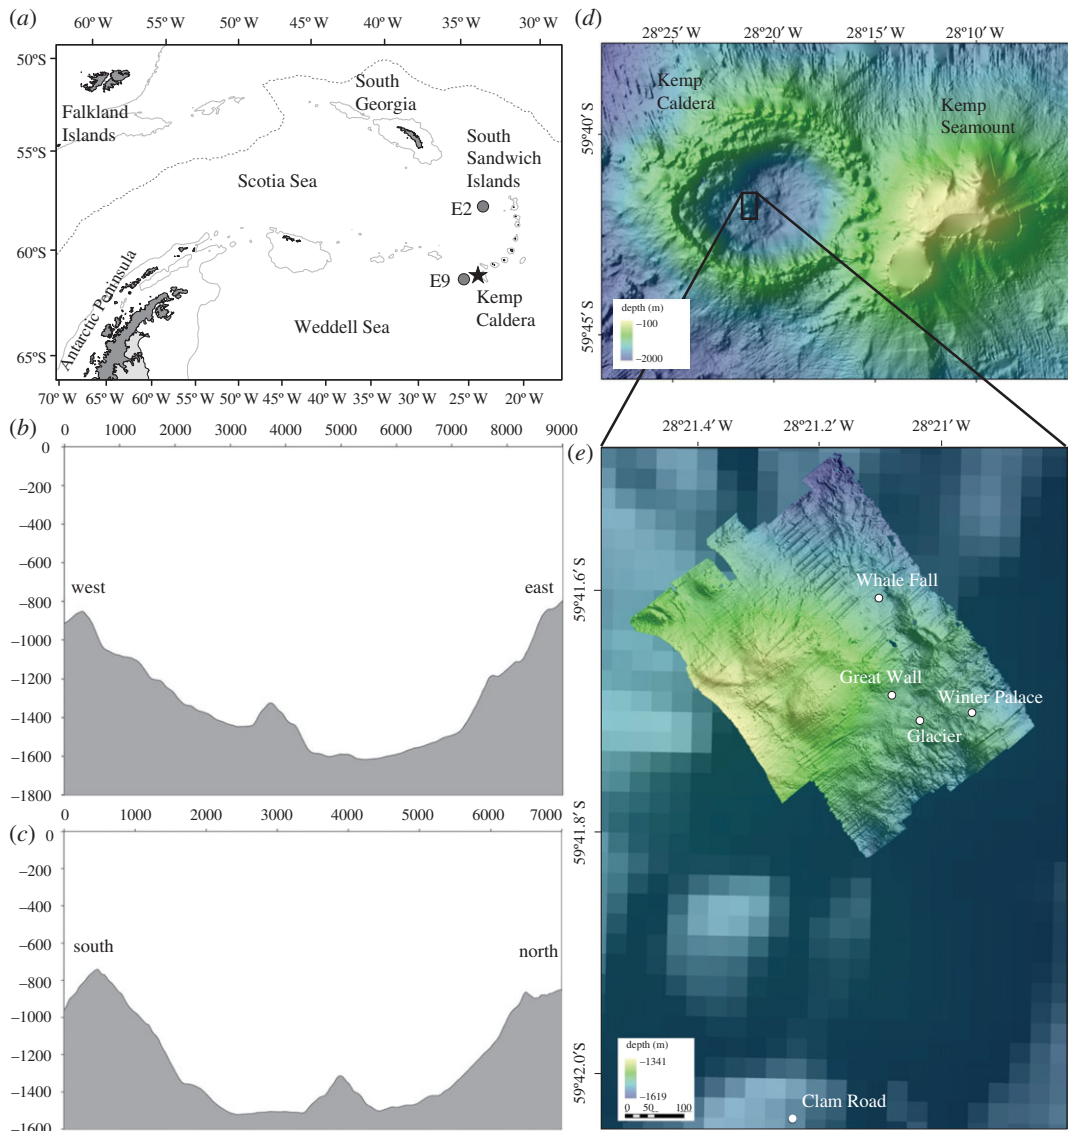 (a)
60° W 55° W 50° W 45° W 40° W 35° W 30° W
50°S
55°S
60°S
65°S
Falkland
Islands
South
Georgia
South
Sandwich
Islands
Scotia Sea
E2
E9
Kemp
Caldera
Antarctic Peninsula
Weddell Sea
70° W 65° W 60° W 55° W 50° W 45° W 40° W 35° W 30° W 25° W 20° W
(b)
0 1000 2000 3000 4000 5000 6000 7000 8000 9000
0
–200
–400
–600
–800
–1000
–1200
–1400
–1600
–1800
west
east
(c)
0 1000 2000 3000 4000 5000 6000 7000
0
–200
–400
–600
–800
–1000
–1200
–1400
–1600
south
north
(d)
28°25′ W 28°20′ W 28°15′ W 28°10′ W
59°40′ S
59°45′ S
Kemp
Caldera
Kemp
Seamount
depth (m)
–100
–2000
(e)
28°21.4′ W 28°21.2′ W 28°21′ W
59°41.6′ S
59°41.8′ S
59°42.0′ S
Whale Fall
Great Wall
Winter Palace
Glacier
Clam Road
depth (m)
–1341
–1619
0 50 100